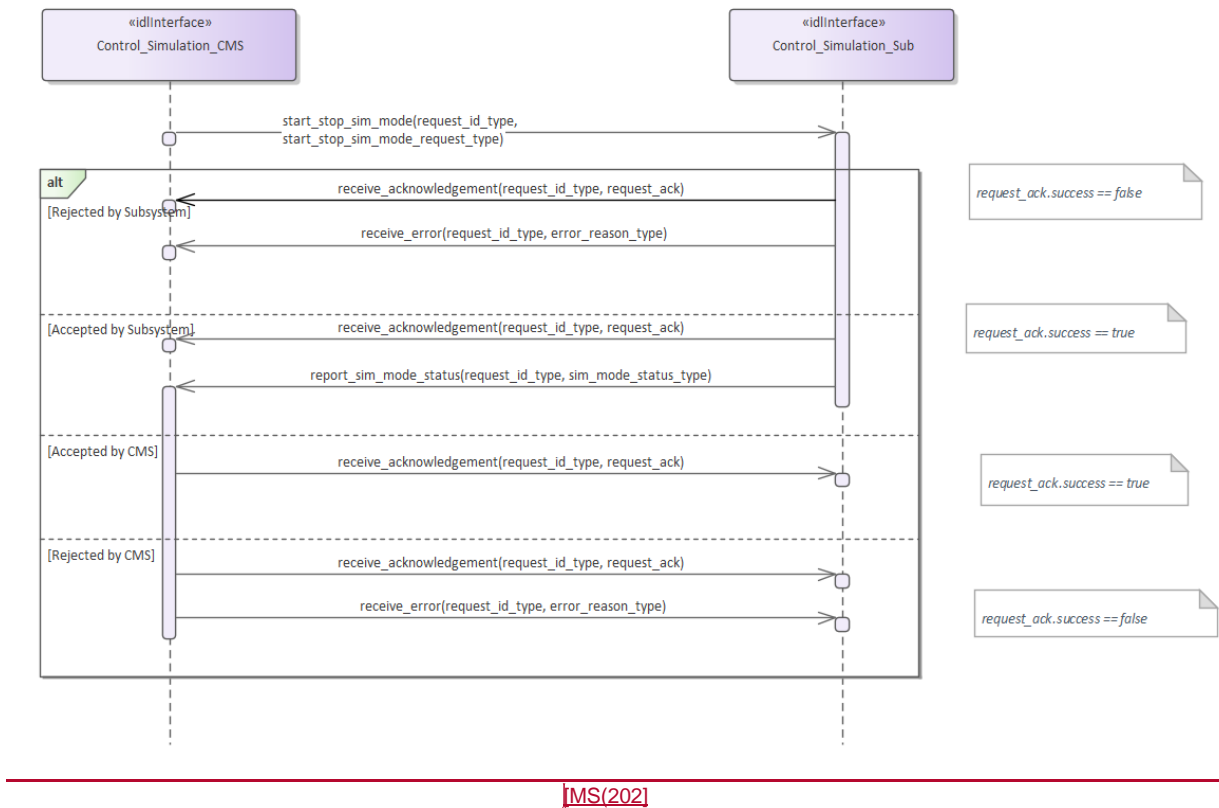 «idlInterface»
Control_Simulation_CMS
«idlInterface»
Control_Simulation_Sub
start_stop_sim_mode(request_id_type,
start_stop_sim_mode_request_type)
alt
receive_acknowledgement(request_id_type, request_ack)
request_ack.success == false
[Rejected by Subsystem]
receive_error(request_id_type, error_reason_type)
[Accepted by Subsystem]
receive_acknowledgement(request_id_type, request_ack)
request_ack.success == true
report_sim_mode_status(request_id_type, sim_mode_status_type)
[Accepted by CMS]
receive_acknowledgement(request_id_type, request_ack)
request_ack.success == true
[Rejected by CMS]
receive_acknowledgement(request_id_type, request_ack)
receive_error(request_id_type, error_reason_type)
request_ack.success == false
[MS(202]